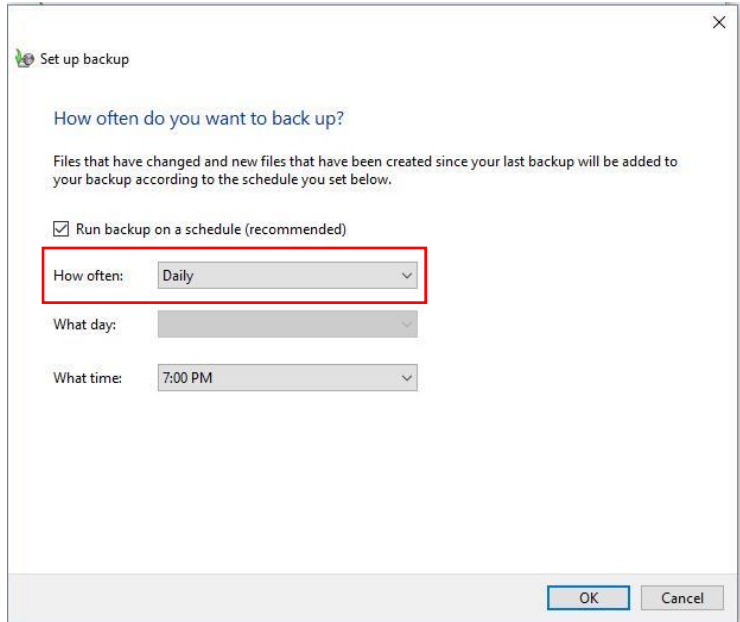 Set up backup
How often do you want to back up?
Files that have changed and new files that have been created since your last backup will be added to
your backup according to the schedule you set below.
Run backup on a schedule (recommended)
How often: Daily
What day:
What time: 7:00 PM
OK Cancel